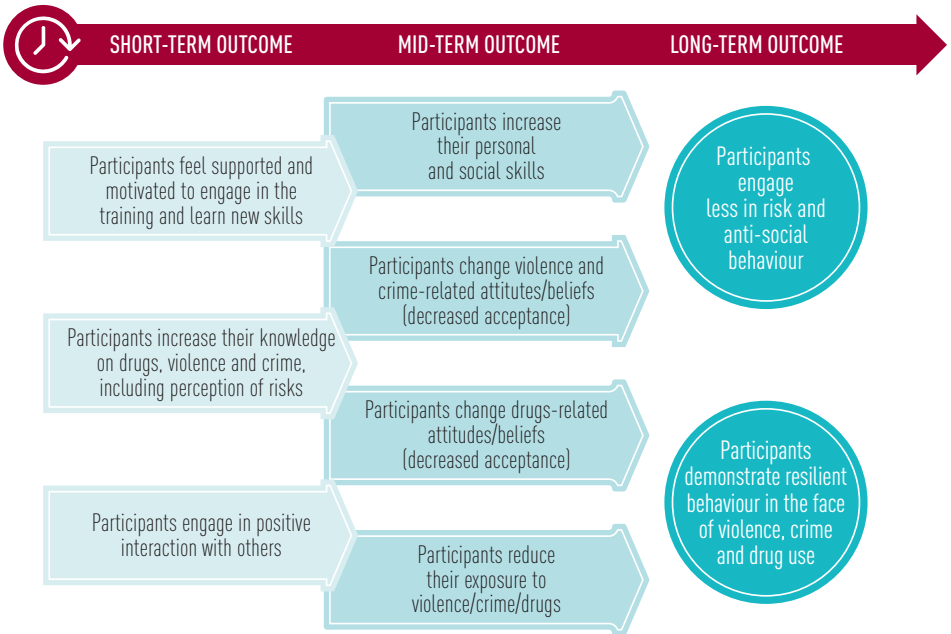 SHORT-TERM OUTCOME
MID-TERM OUTCOME
LONG-TERM OUTCOME
Participants feel supported and
motivated to engage in the
training and learn new skills
Participants increase their knowledge
on drugs, violence and crime,
including perception of risks
Participants engage in positive
interaction with others
Participants increase
their personal
and social skills
Participants change violence and
crime-related attitutes/beliefs
(decreased acceptance)
Participants change drugs-related
attitudes/beliefs
(decreased acceptance)
Participants reduce
their exposure to
violence/crime/drugs
Participants
engage
less in risk and
anti-social
behaviour
Participants
demonstrate resilient
behaviour in the face
of violence, crime
and drug use